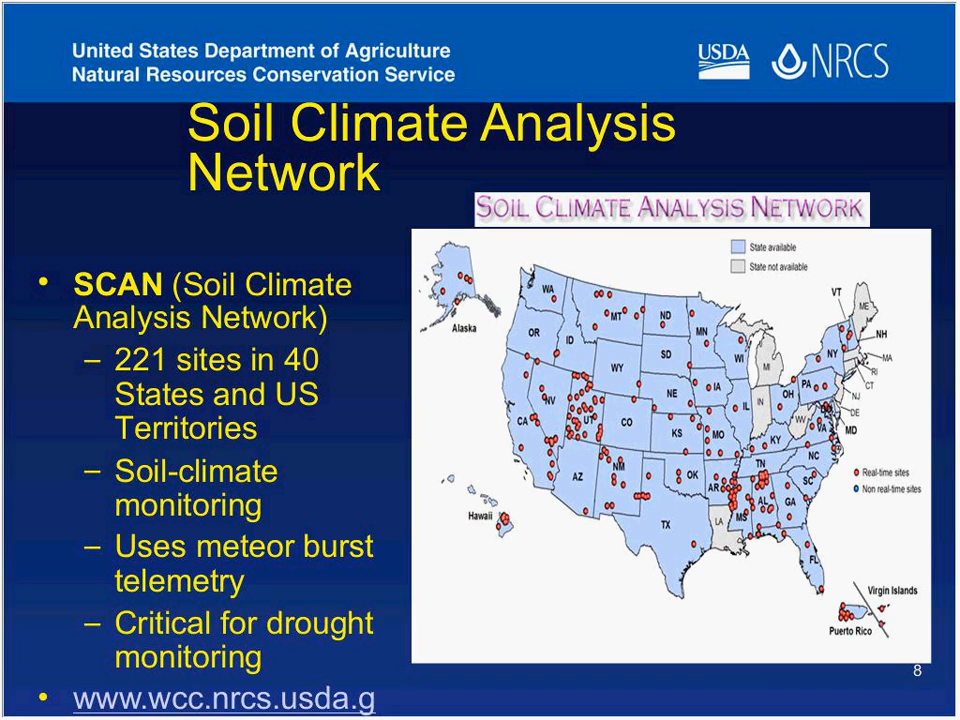 United States Department of Agriculture
Natural Resources Conservation Service
USDA
NRCS
Soil Climate Analysis
Network
SOIL CLIMATE ANALYSIS NETWORK
• SCAN (Soil Climate
Analysis Network)
– 221 sites in 40
States and US
Territories
– Soil-climate
monitoring
– Uses meteor burst
telemetry
– Critical for drought
monitoring
• www.wcc.nrcs.usda.g
State available
State not available
Alaska
WA
OR
ID
MT
ND
MN
WI
MI
VT
ME
NH
MA
NY
RI
CT
NJ
DE
MD
PA
WY
SD
NE
IA
IL
IN
OH
WV
VA
NV
CA
UT
CO
KS
MO
KY
NC
AZ
NM
OK
AR
TN
SC
MS
AL
GA
TX
LA
FL
Real-time sites
Non real-time sites
Hawaii
Virgin Islands
Puerto Rico
8